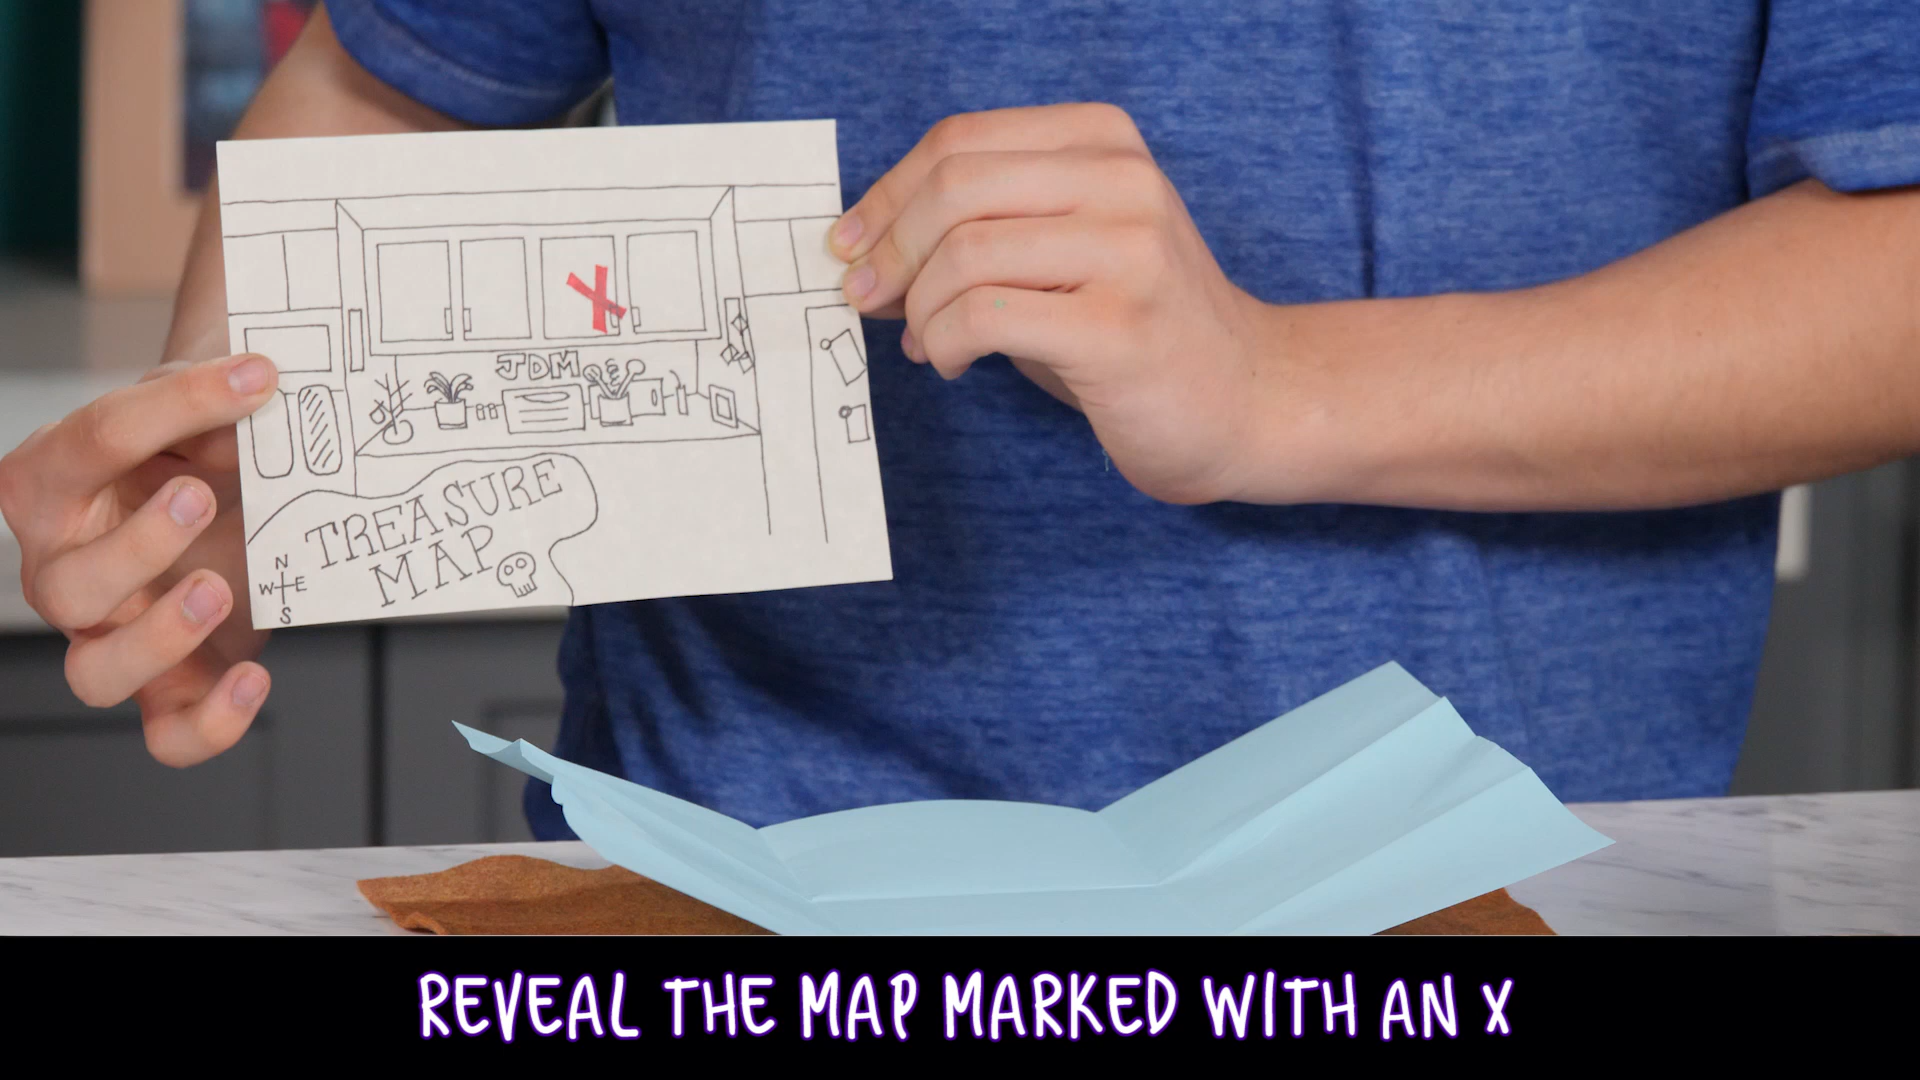 X
JDM
TREASURE
MAP
N
W E
S
REVEAL THE MAP MARKED WITH AN X